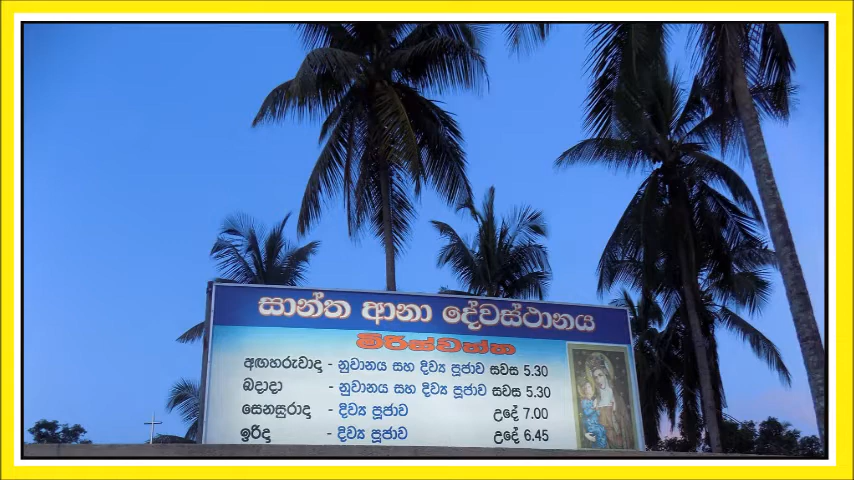 සාන්ත ආනා දේවස්ථානය
මිරිස්වත්ත
අඟහරුවාදා - නුවානය සහ දිව්‍ය පූජාව සවස 5.30
බදාදා - නුවානය සහ දිව්‍ය පූජාව සවස 5.30
සෙනසුරාදා - දිව්‍ය පූජාව උදේ 7.00
ඉරිදා - දිව්‍ය පූජාව උදේ 6.45